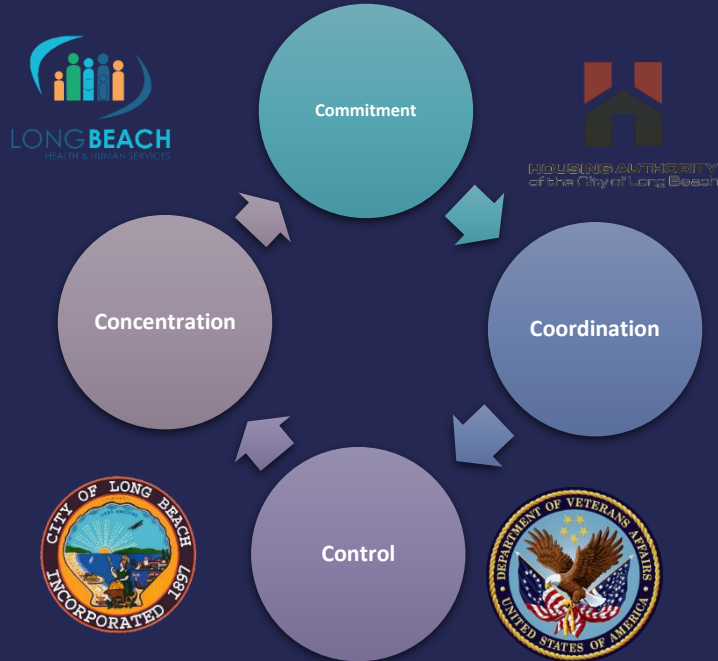 Commitment
LONGBEACH
HEALTH & HUMAN SERVICES
HOUSING AUTHORITY
of the City of Long Beach
Concentration
Coordination
Control
CITY OF LONG BEACH
INCORPORATED 1897
DEPARTMENT OF VETERANS AFFAIRS
UNITED STATES OF AMERICA